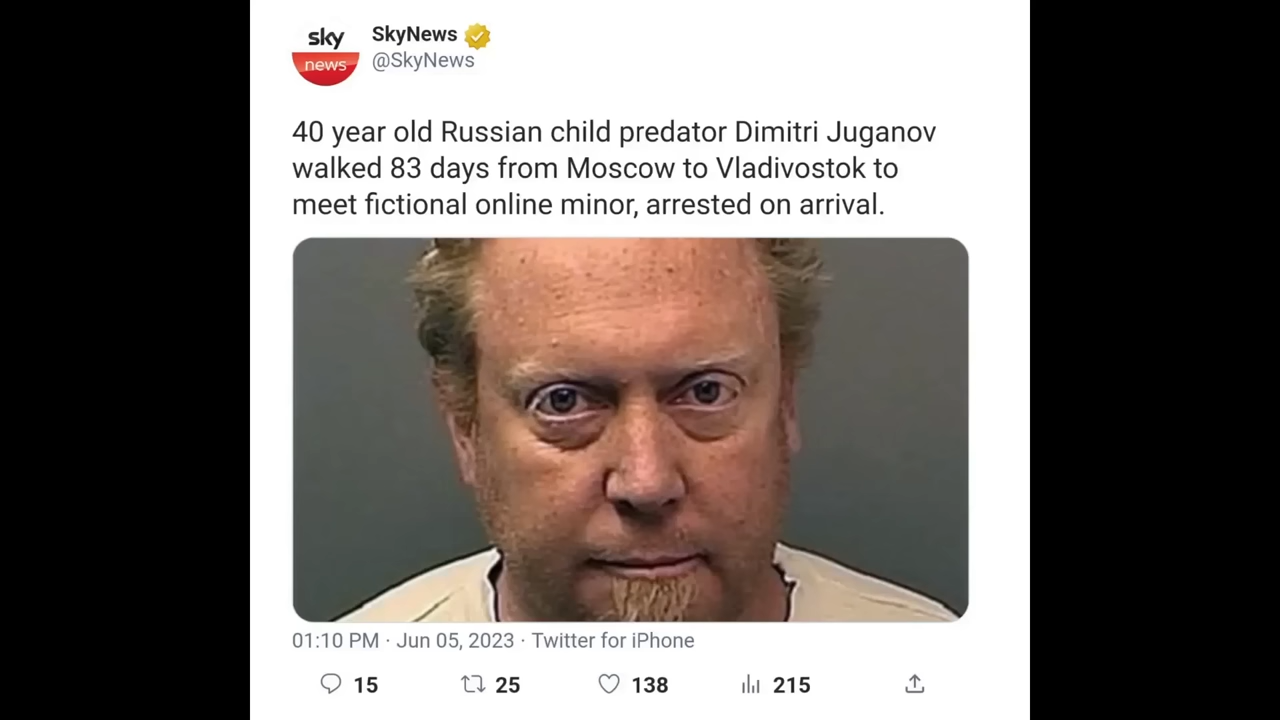 sky
news
SkyNews
@SkyNews
40 year old Russian child predator Dimitri Juganov
walked 83 days from Moscow to Vladivostok to
meet fictional online minor, arrested on arrival.
01:10 PM · Jun 05, 2023 · Twitter for iPhone
15 25 138 215